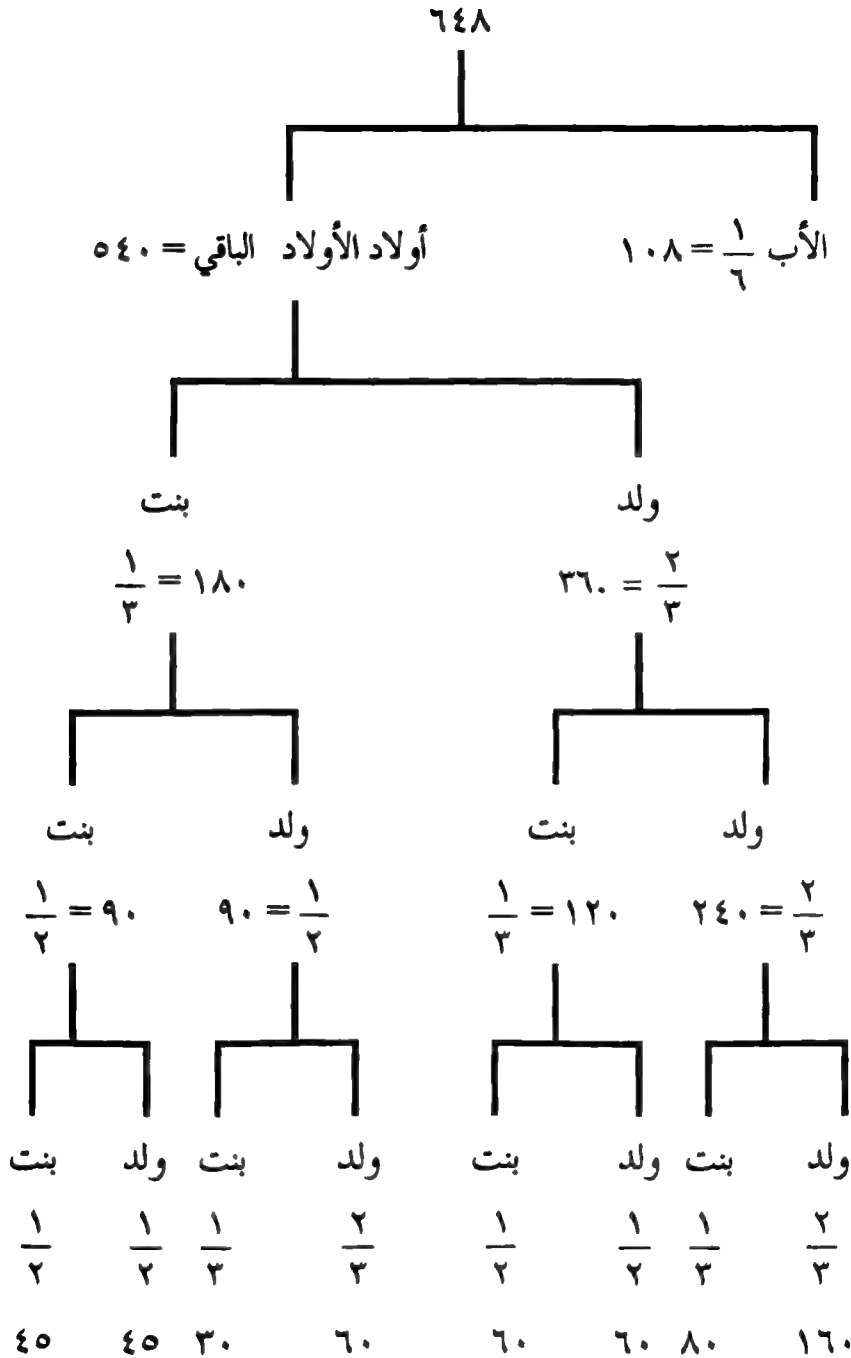 ٦٤٨
الأب ١/٦ = ١٠٨ أولاد الأولاد الباقي = ٥٤٠
ولد بنت
٢/٣ = ٣٦٠ ١٨٠ = ١/٣
ولد بنت ولد بنت
٢/٣ = ٢٤٠ ١٢٠ = ١/٣ ١/٢ = ٩٠ ٩٠ = ١/٢
ولد بنت ولد بنت ولد بنت ولد بنت
٢/٣ ١/٣ ١/٢ ١/٢ ٢/٣ ١/٣ ١/٢ ١/٢
١٦٠ ٨٠ ٦٠ ٦٠ ٦٠ ٣٠ ٤٥ ٤٥